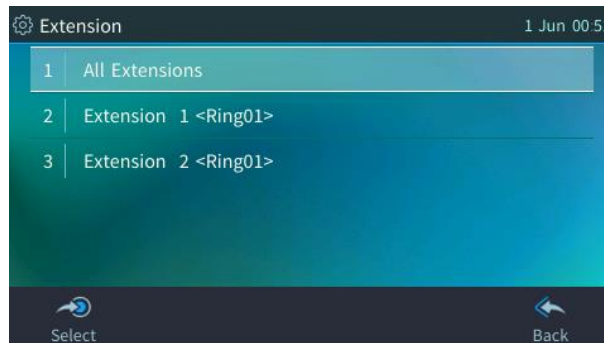 Extension 1 Jun 00:5
1 All Extensions
2 Extension 1 <Ring01>
3 Extension 2 <Ring01>
Select Back